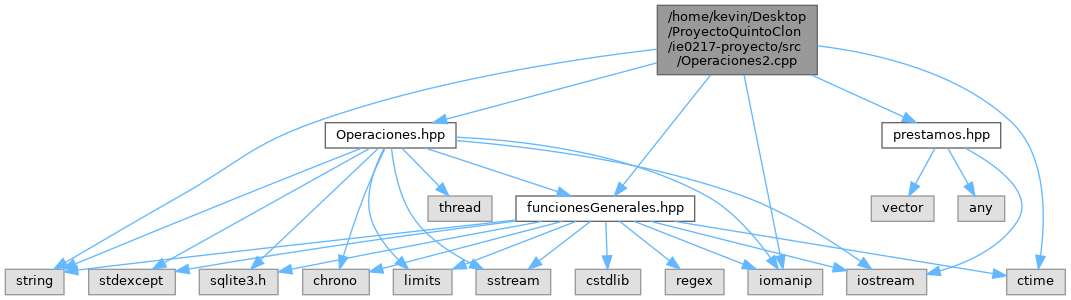 /home/kevin/Desktop
/ProyectoQuintoClon
/ie0217-proyecto/src
/Operaciones2.cpp
Operaciones.hpp
prestamos.hpp
thread
funcionesGenerales.hpp
vector
any
string
stdexcept
sqlite3.h
chrono
limits
sstream
cstdlib
regex
iomanip
iostream
ctime